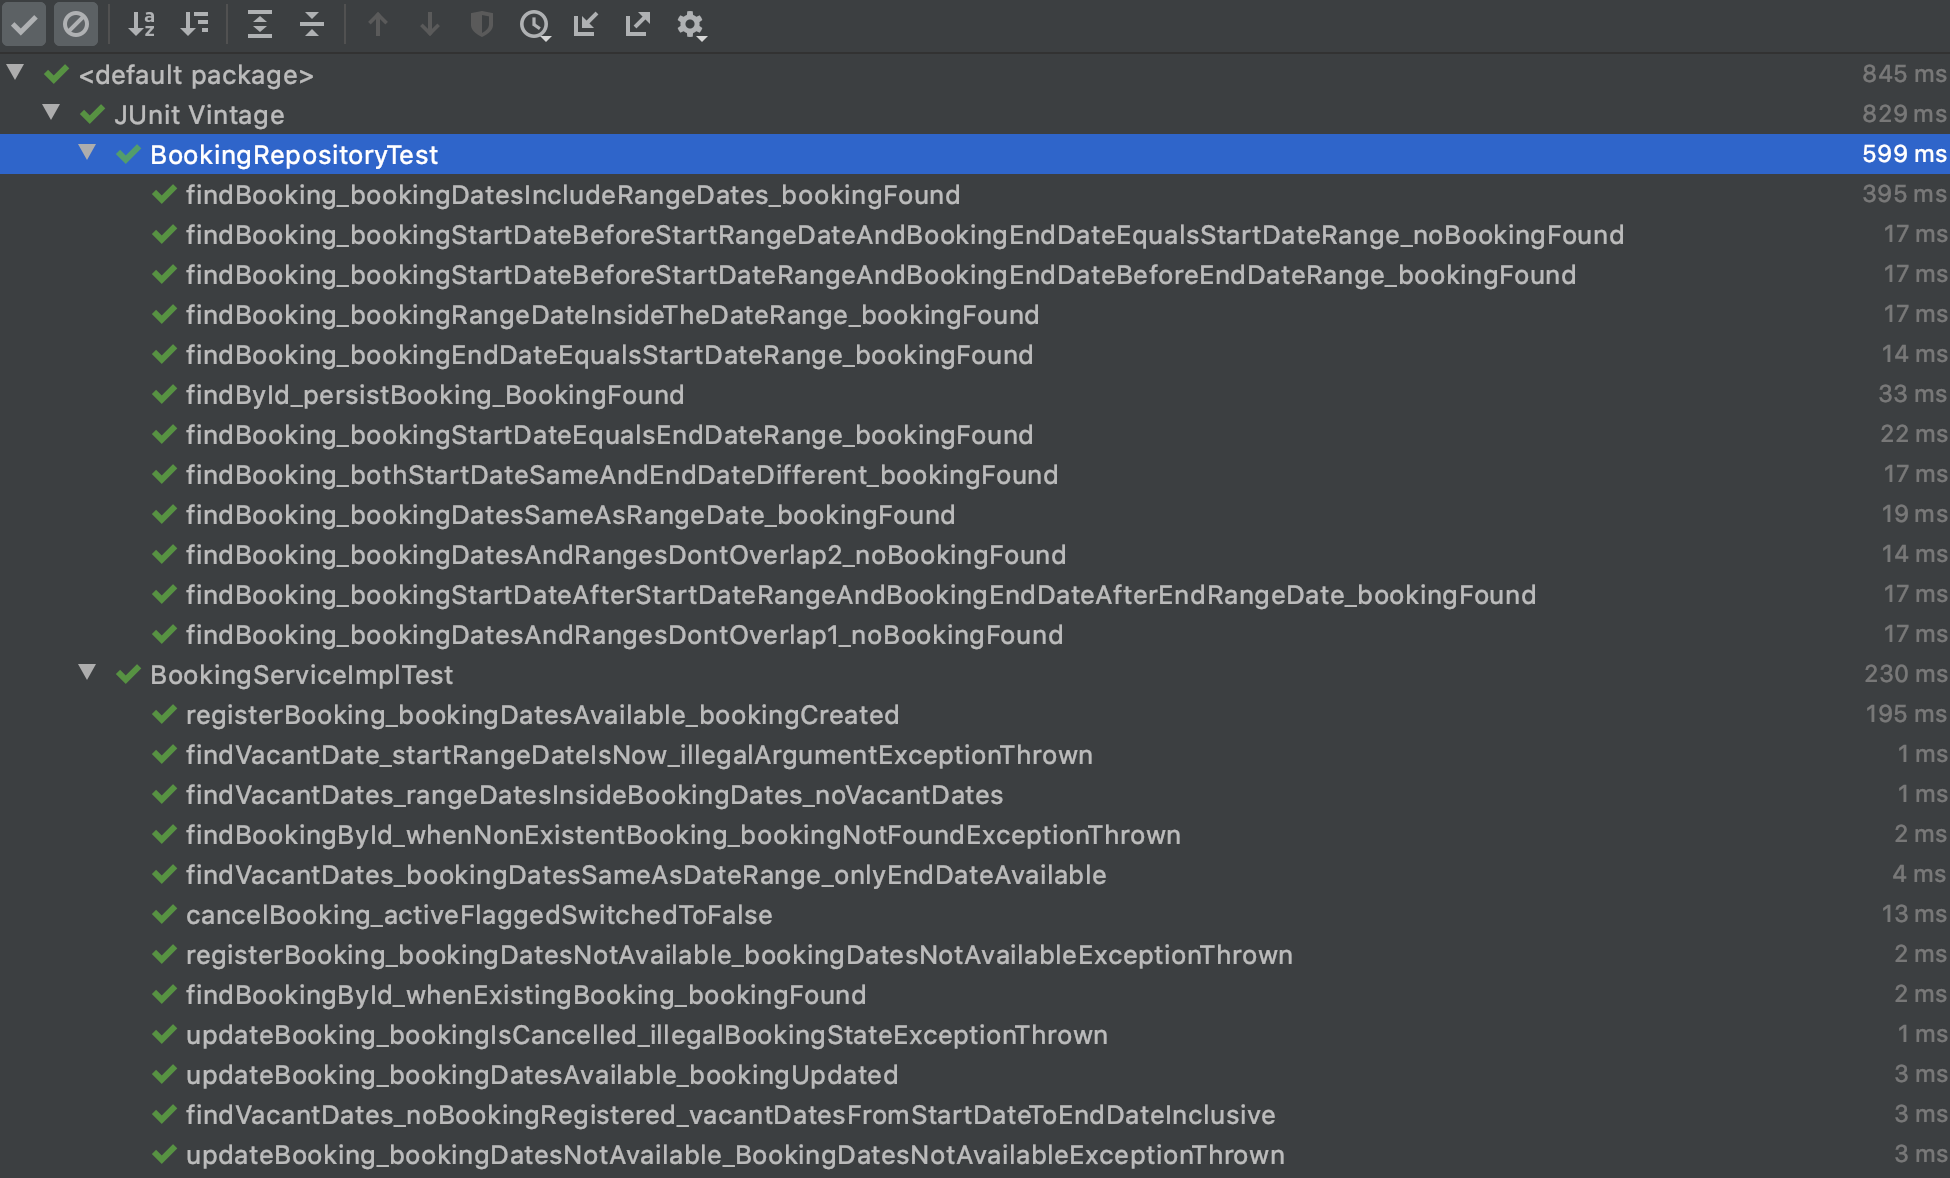 <default package> 845 ms
JUnit Vintage 829 ms
BookingRepositoryTest 599 ms
findBooking_bookingDatesIncludeRangeDates_bookingFound 395 ms
findBooking_bookingStartDateBeforeStartRangeDateAndBookingEndDateEqualsStartDateRange_noBookingFound 17 ms
findBooking_bookingStartDateBeforeStartDateRangeAndBookingEndDateBeforeEndDateRange_bookingFound 17 ms
findBooking_bookingRangeDateInsideTheDateRange_bookingFound 17 ms
findBooking_bookingEndDateEqualsStartDateRange_bookingFound 14 ms
findById_persistBooking_BookingFound 33 ms
findBooking_bookingStartDateEqualsEndDateRange_bookingFound 22 ms
findBooking_bothStartDateSameAndEndDateDifferent_bookingFound 17 ms
findBooking_bookingDatesSameAsRangeDate_bookingFound 19 ms
findBooking_bookingDatesAndRangesDontOverlap2_noBookingFound 14 ms
findBooking_bookingStartDateAfterStartDateRangeAndBookingEndDateAfterEndRangeDate_bookingFound 17 ms
findBooking_bookingDatesAndRangesDontOverlap1_noBookingFound 17 ms
BookingServiceImplTest 230 ms
registerBooking_bookingDatesAvailable_bookingCreated 195 ms
findVacantDate_startRangeDateIsNow_illegalArgumentExceptionThrown 1 ms
findVacantDates_rangeDatesInsideBookingDates_noVacantDates 1 ms
findBookingById_whenNonExistentBooking_bookingNotFoundExceptionThrown 2 ms
findVacantDates_bookingDatesSameAsDateRange_onlyEndDateAvailable 4 ms
cancelBooking_activeFlaggedSwitchedToFalse 13 ms
registerBooking_bookingDatesNotAvailable_bookingDatesNotAvailableExceptionThrown 2 ms
findBookingById_whenExistingBooking_bookingFound 2 ms
updateBooking_bookingIsCancelled_illegalBookingStateExceptionThrown 1 ms
updateBooking_bookingDatesAvailable_bookingUpdated 3 ms
findVacantDates_noBookingRegistered_vacantDatesFromStartDateToEndDateInclusive 3 ms
updateBooking_bookingDatesNotAvailable_BookingDatesNotAvailableExceptionThrown 3 ms